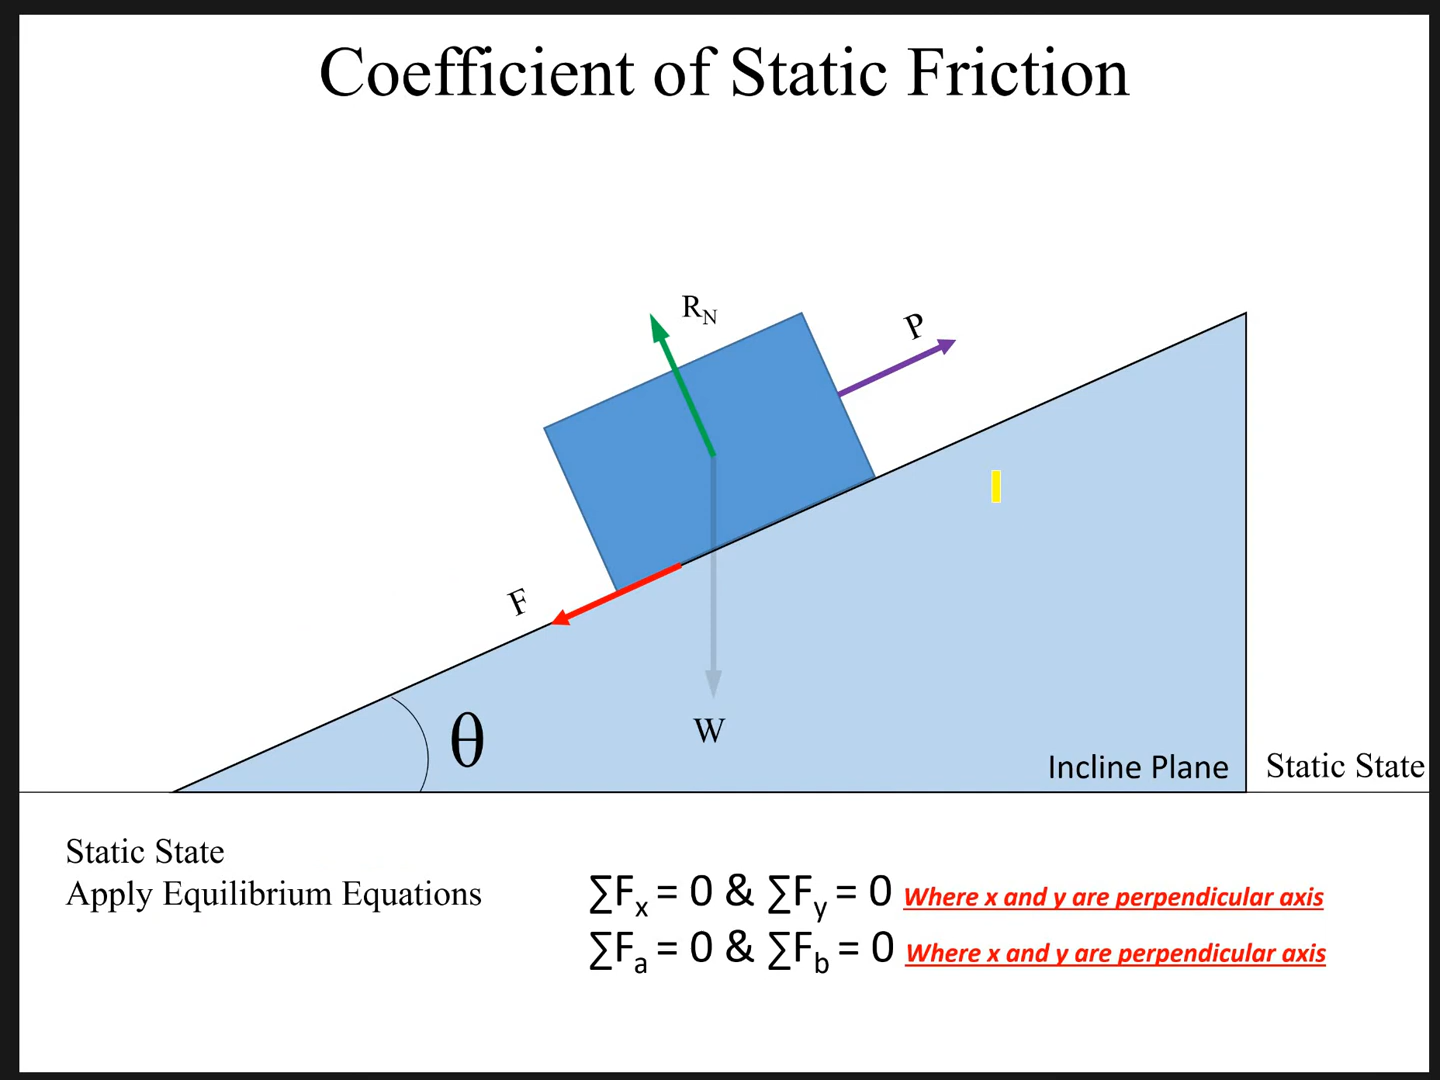 Coefficient of Static Friction
R_N
P
F
θ
W
Incline Plane
Static State
Static State
Apply Equilibrium Equations
∑F_x = 0 & ∑F_y = 0 Where x and y are perpendicular axis
∑F_a = 0 & ∑F_b = 0 Where x and y are perpendicular axis